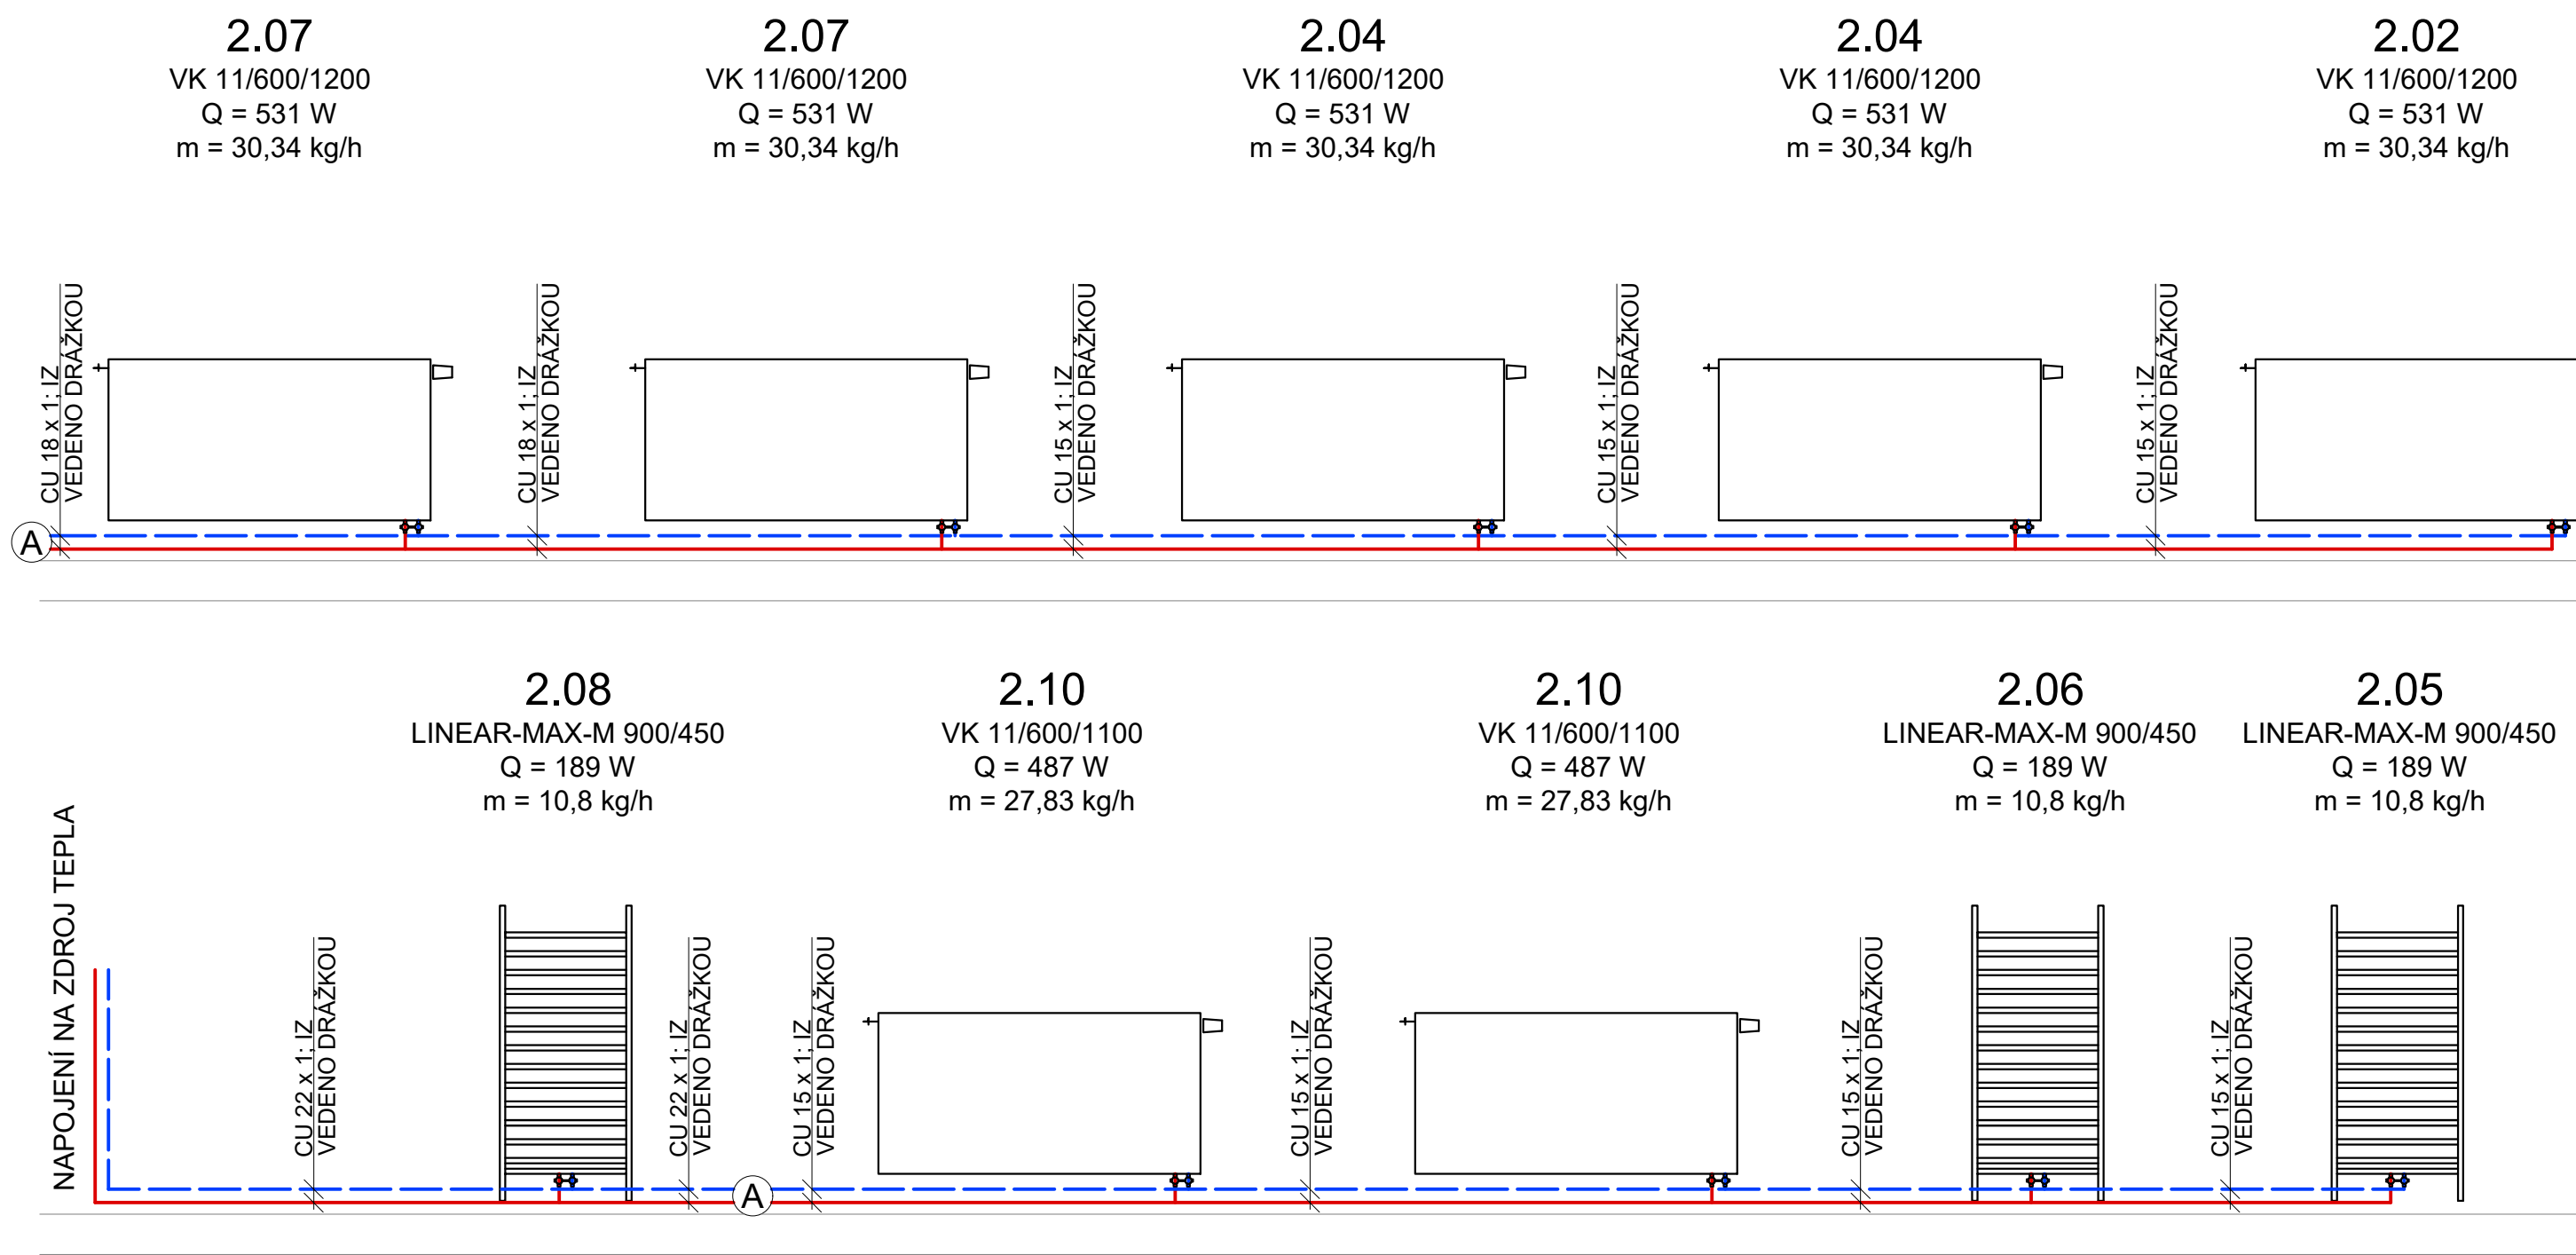 2.07
VK 11/600/1200
Q = 531 W
m = 30,34 kg/h
2.07
VK 11/600/1200
Q = 531 W
m = 30,34 kg/h
2.04
VK 11/600/1200
Q = 531 W
m = 30,34 kg/h
2.04
VK 11/600/1200
Q = 531 W
m = 30,34 kg/h
2.02
VK 11/600/1200
Q = 531 W
m = 30,34 kg/h
CU 18 x 1; IZ
VEDENO DRÁŽKOU
CU 18 x 1; IZ
VEDENO DRÁŽKOU
CU 15 x 1; IZ
VEDENO DRÁŽKOU
CU 15 x 1; IZ
VEDENO DRÁŽKOU
CU 15 x 1; IZ
VEDENO DRÁŽKOU
A
2.08
LINEAR-MAX-M 900/450
Q = 189 W
m = 10,8 kg/h
2.10
VK 11/600/1100
Q = 487 W
m = 27,83 kg/h
2.10
VK 11/600/1100
Q = 487 W
m = 27,83 kg/h
2.06
LINEAR-MAX-M 900/450
Q = 189 W
m = 10,8 kg/h
2.05
LINEAR-MAX-M 900/450
Q = 189 W
m = 10,8 kg/h
NAPOJENÍ NA ZDROJ TEPLA
CU 22 x 1; IZ
VEDENO DRÁŽKOU
CU 22 x 1; IZ
VEDENO DRÁŽKOU
CU 15 x 1; IZ
VEDENO DRÁŽKOU
CU 15 x 1; IZ
VEDENO DRÁŽKOU
CU 15 x 1; IZ
VEDENO DRÁŽKOU
CU 15 x 1; IZ
VEDENO DRÁŽKOU
A